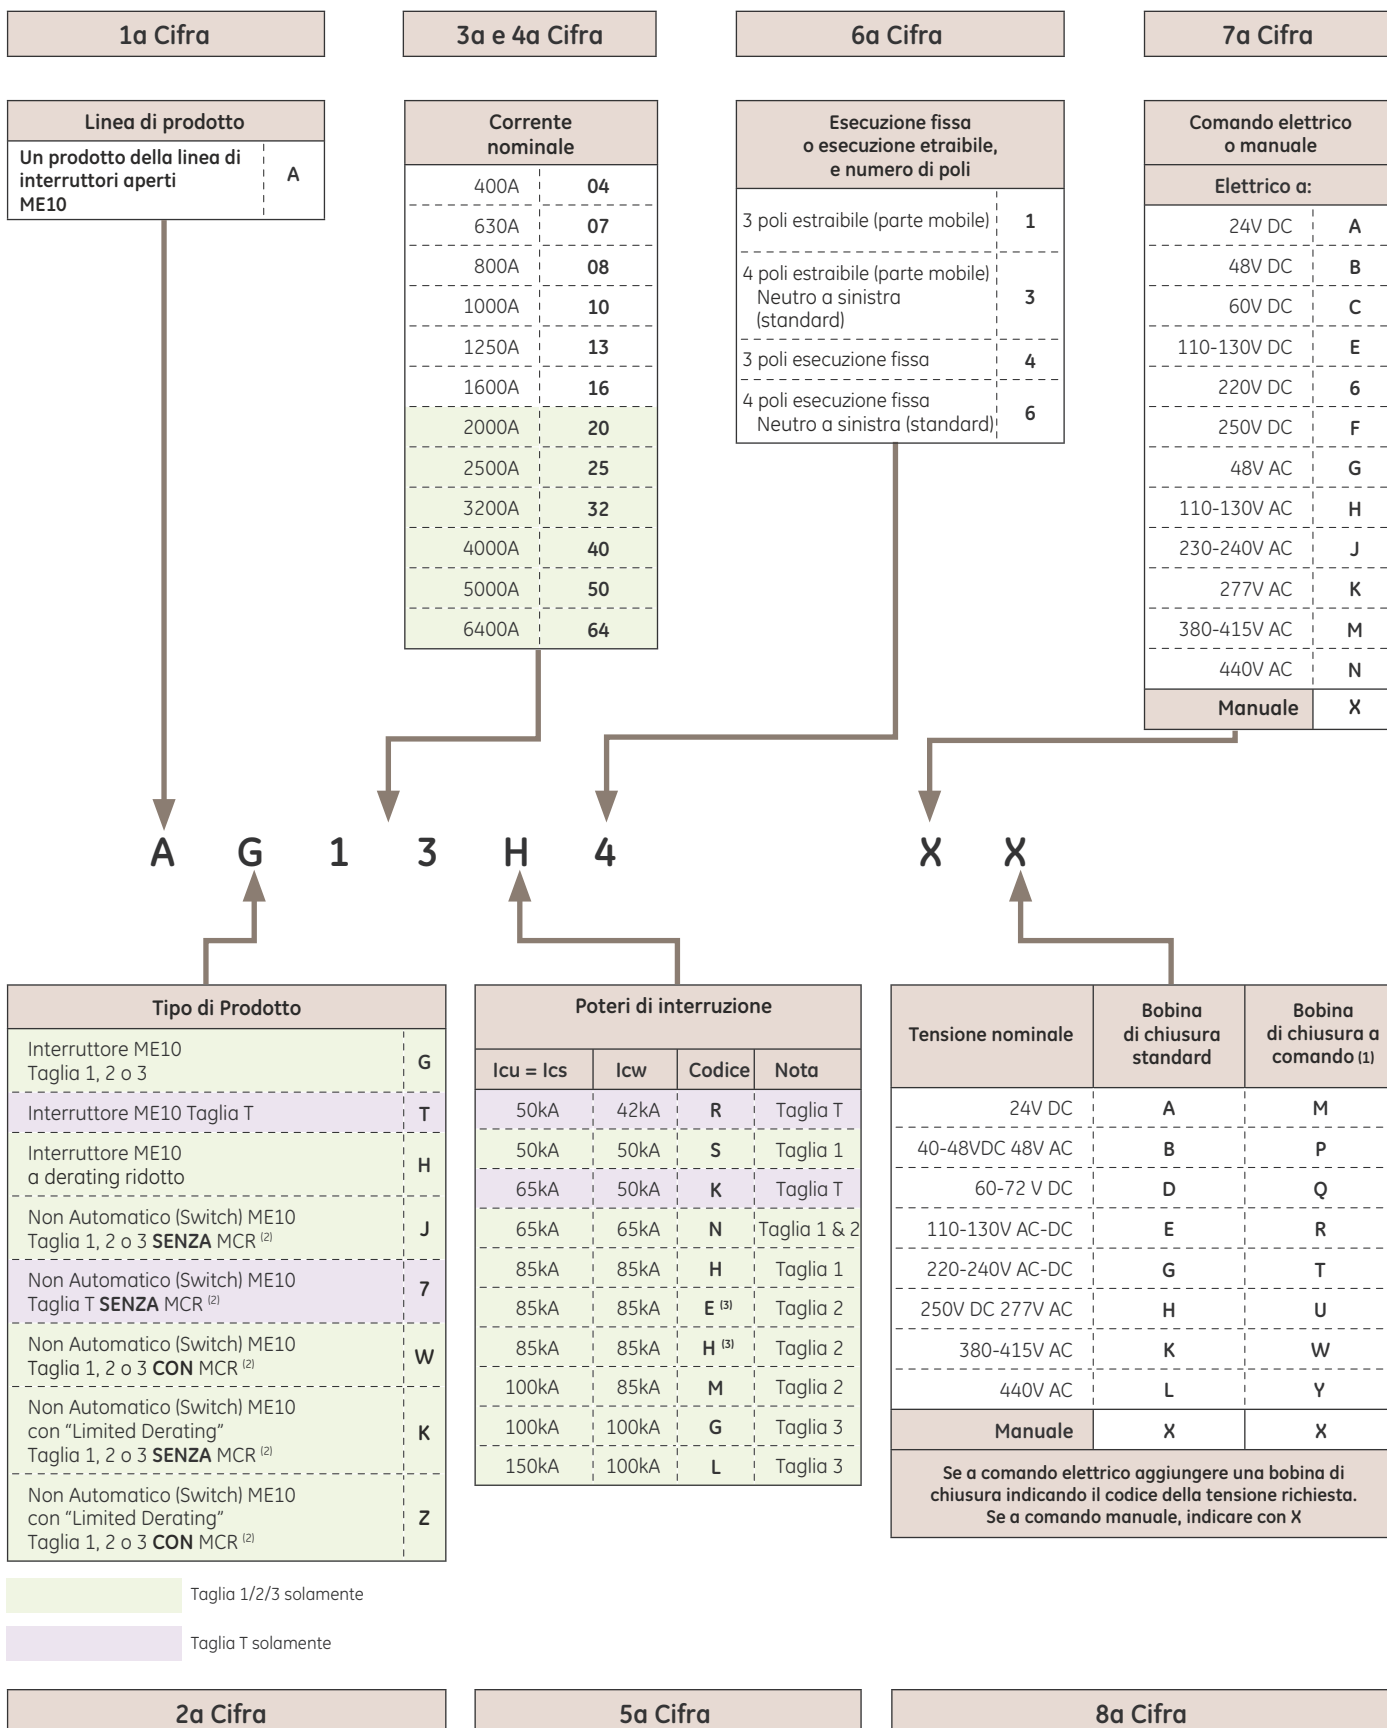 1a Cifra
3a e 4a Cifra
6a Cifra
7a Cifra
Linea di prodotto
Un prodotto della linea di
interruttori aperti
ME10
A
Corrente
nominale
400A 04
630A 07
800A 08
1000A 10
1250A 13
1600A 16
2000A 20
2500A 25
3200A 32
4000A 40
5000A 50
6400A 64
Esecuzione fissa
o esecuzione etraibile,
e numero di poli
3 poli estraibile (parte mobile) 1
4 poli estraibile (parte mobile)
Neutro a sinistra
(standard)
3
3 poli esecuzione fissa 4
4 poli esecuzione fissa
Neutro a sinistra (standard)
6
Comando elettrico
o manuale
Elettrico a:
24V DC A
48V DC B
60V DC C
110-130V DC E
220V DC 6
250V DC F
48V AC G
110-130V AC H
230-240V AC J
277V AC K
380-415V AC M
440V AC N
Manuale X
A G 1 3 H 4 X X
Tipo di Prodotto
Interruttore ME10
Taglia 1, 2 o 3
G
Interruttore ME10 Taglia T T
Interruttore ME10
a derating ridotto
H
Non Automatico (Switch) ME10
Taglia 1, 2 o 3 SENZA MCR (2)
J
Non Automatico (Switch) ME10
Taglia T SENZA MCR (2)
7
Non Automatico (Switch) ME10
Taglia 1, 2 o 3 CON MCR (2)
W
Non Automatico (Switch) ME10
con “Limited Derating”
Taglia 1, 2 o 3 SENZA MCR (2)
K
Non Automatico (Switch) ME10
con “Limited Derating”
Taglia 1, 2 o 3 CON MCR (2)
Z
Poteri di interruzione
Icu = Ics Icw Codice Nota
50kA 42kA R Taglia T
50kA 50kA S Taglia 1
65kA 50kA K Taglia T
65kA 65kA N Taglia 1 & 2
85kA 85kA H Taglia 1
85kA 85kA E (3) Taglia 2
85kA 85kA H (3) Taglia 2
100kA 85kA M Taglia 2
100kA 100kA G Taglia 3
150kA 100kA L Taglia 3
Tensione nominale
Bobina
di chiusura
standard
Bobina
di chiusura a
comando (1)
24V DC A M
40-48VDC 48V AC B P
60-72 V DC D Q
110-130V AC-DC E R
220-240V AC-DC G T
250V DC 277V AC H U
380-415V AC K W
440V AC L Y
Manuale X X
Se a comando elettrico aggiungere una bobina di
chiusura indicando il codice della tensione richiesta.
Se a comando manuale, indicare con X
Taglia 1/2/3 solamente
Taglia T solamente
2a Cifra
5a Cifra
8a Cifra